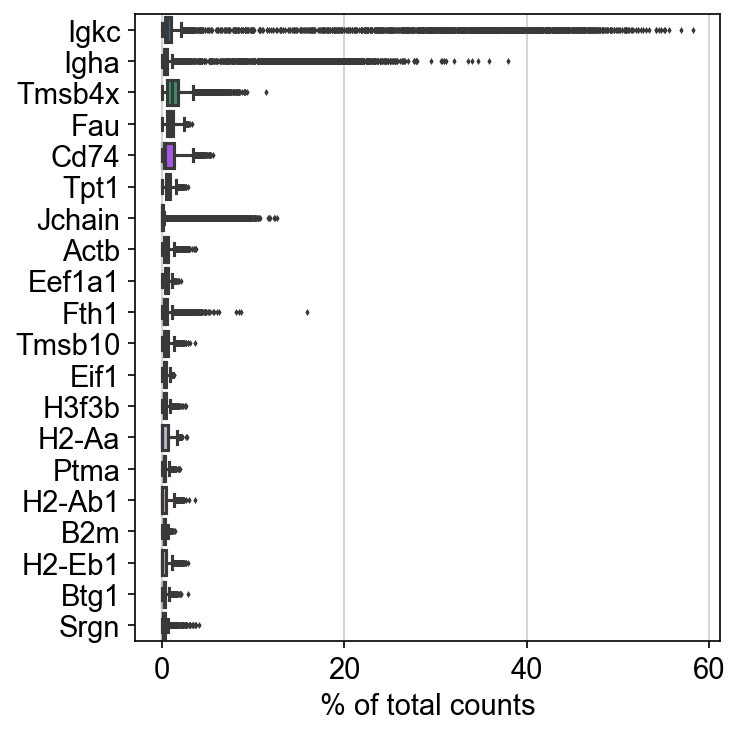 Igkc
Igha
Tmsb4x
Fau
Cd74
Tpt1
Jchain
Actb
Eef1a1
Fth1
Tmsb10
Eif1
H3f3b
H2-Aa
Ptma
H2-Ab1
B2m
H2-Eb1
Btg1
Srgn
0 20 40 60
% of total counts